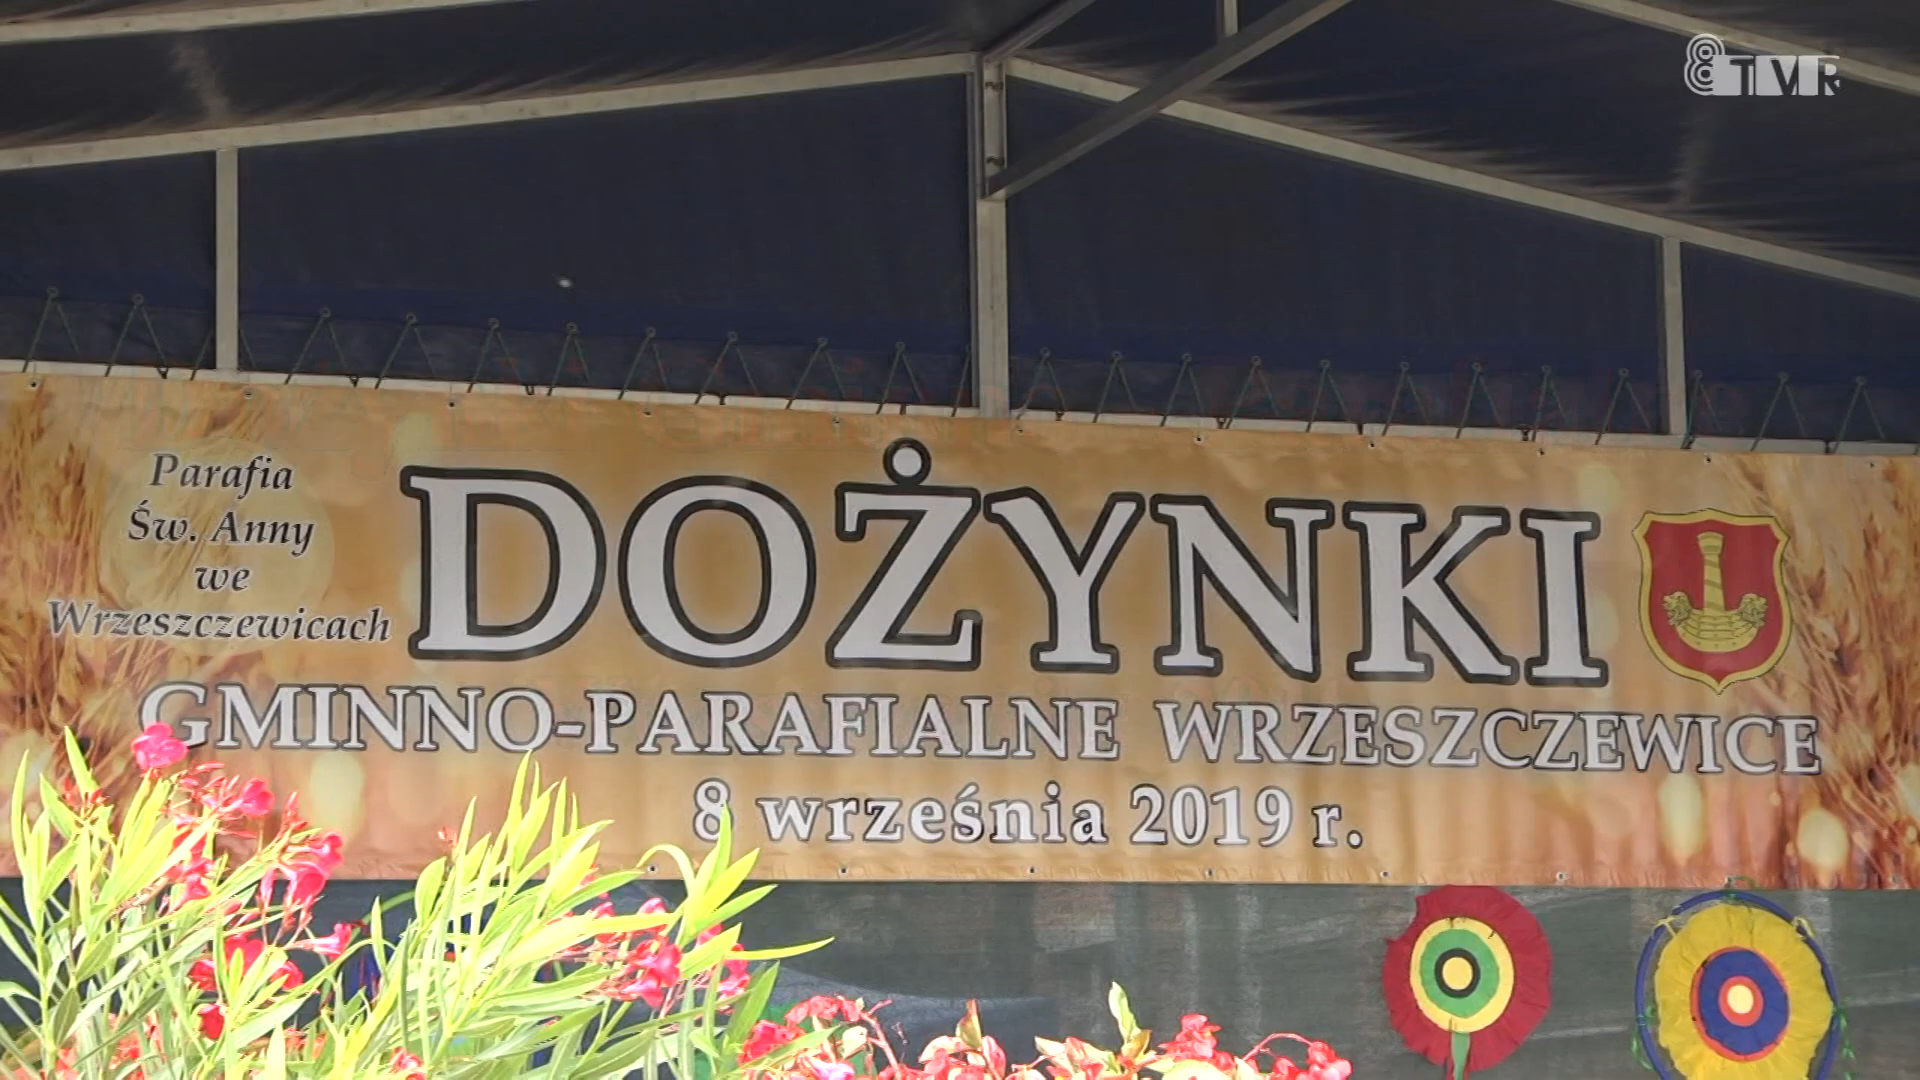 TVR
Parafia
Św. Anny
we
Wrzeszczewicach
DOŻYNKI
GMINNO-PARAFIALNE WRZESZCZEWICE
8 września 2019 r.